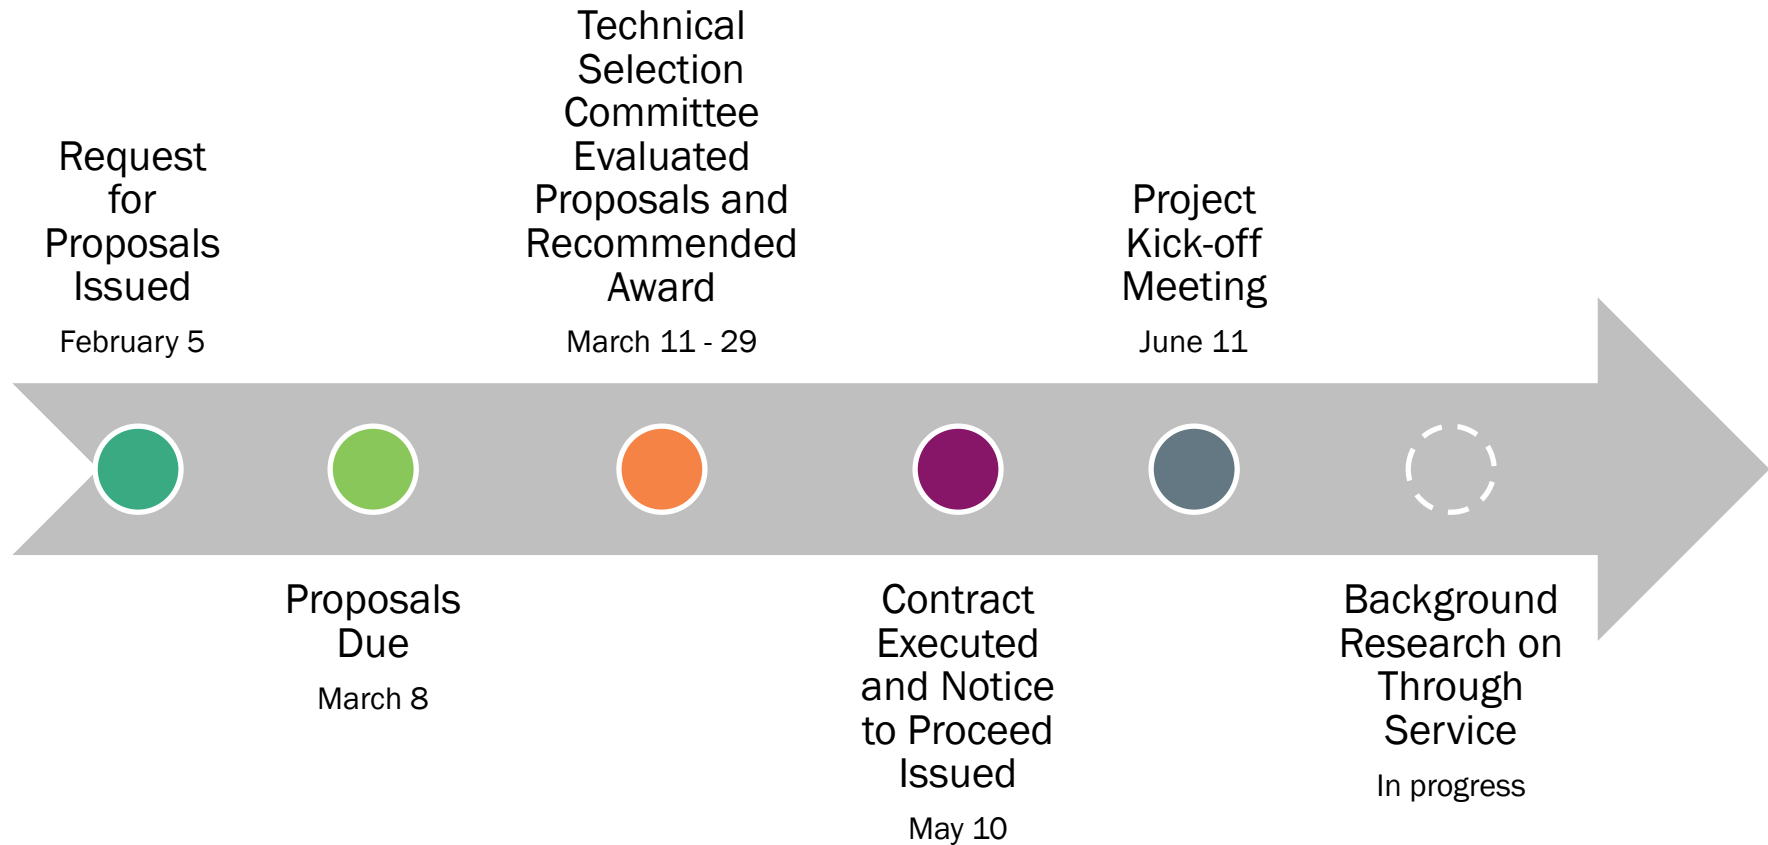 Request
for
Proposals
Issued
February 5
Proposals
Due
March 8
Technical
Selection
Committee
Evaluated
Proposals and
Recommended
Award
March 11 - 29
Contract
Executed
and Notice
to Proceed
Issued
May 10
Project
Kick-off
Meeting
June 11
Background
Research on
Through
Service
In progress